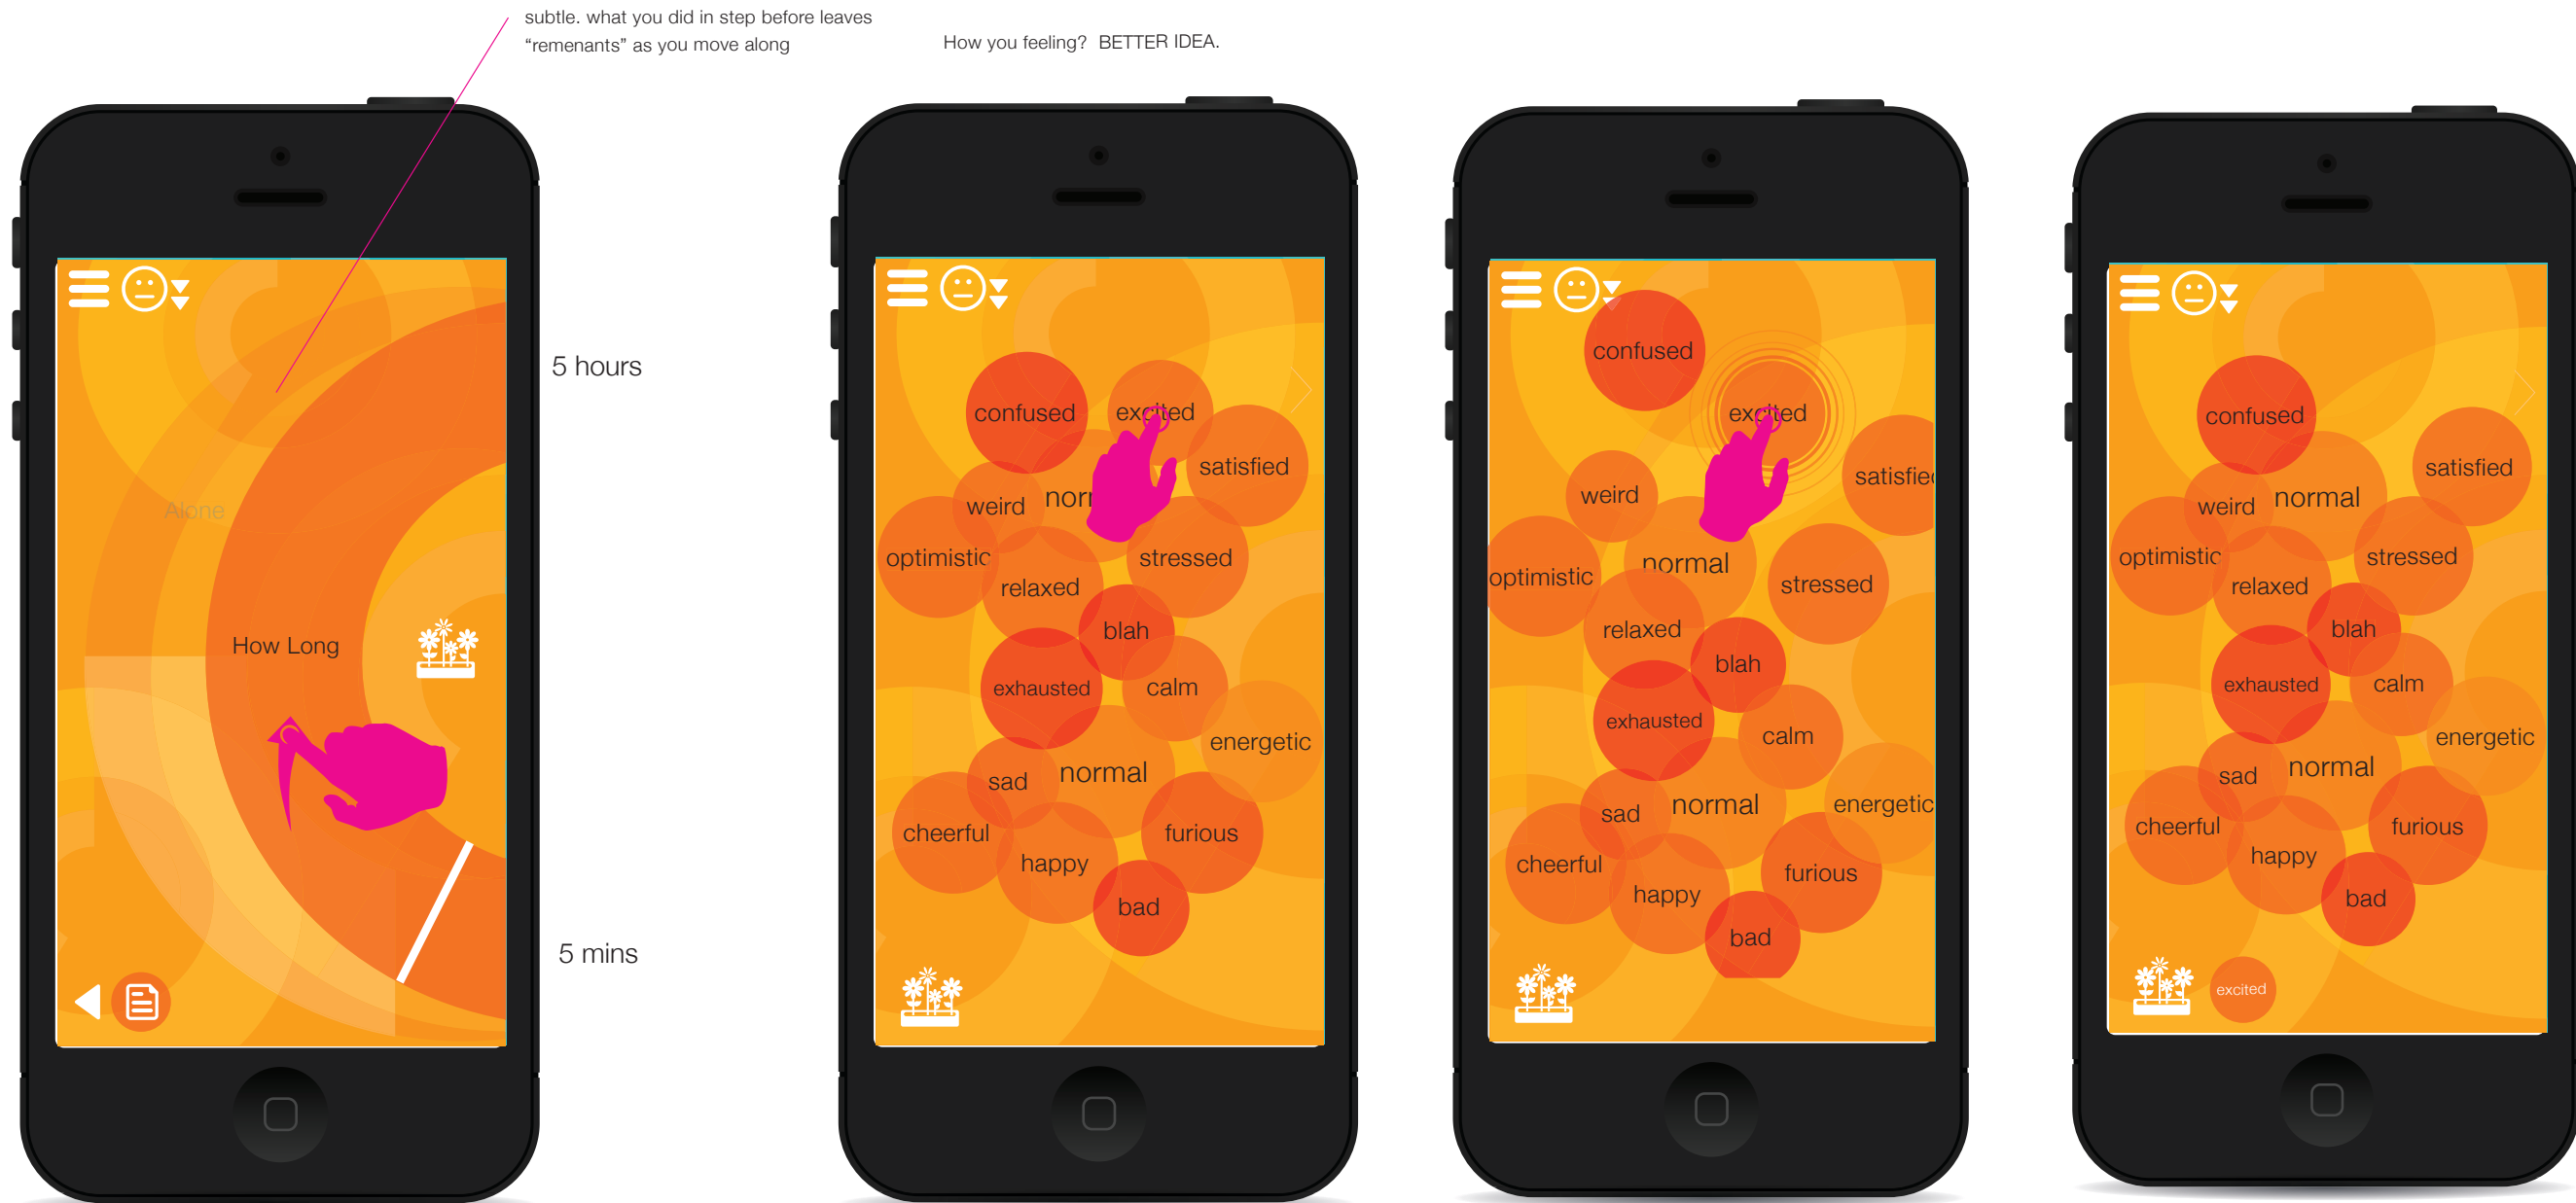 subtle. what you did in step before leaves
“remenants” as you move along
How you feeling?  BETTER IDEA.
5 hours
Alone
How Long
5 mins
confused
excited
satisfied
weird
norr
optimistic
stressed
relaxed
blah
exhausted
calm
energetic
normal
sad
cheerful
furious
happy
bad
confused
excited
satisfied
weird
normal
optimistic
stressed
relaxed
blah
exhausted
calm
energetic
normal
sad
cheerful
furious
happy
bad
confused
satisfied
normal
weird
optimistic
stressed
relaxed
blah
exhausted
calm
energetic
normal
sad
cheerful
furious
happy
bad
excited